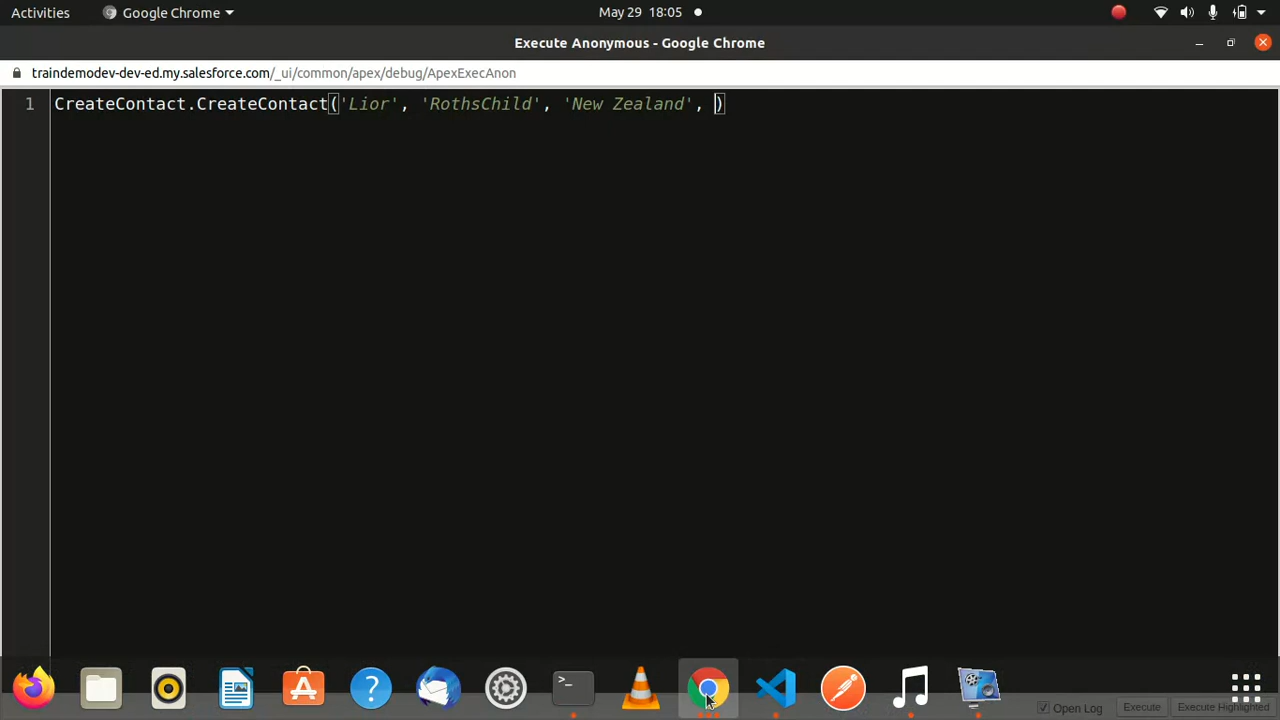 Activities
Google Chrome
May 29 18:05
Execute Anonymous - Google Chrome
traindemodev-dev-ed.my.salesforce.com/_ui/common/apex/debug/ApexExecAnon
1 CreateContact.CreateContact('Lior', 'RothsChild', 'New Zealand', )
Open Log
Execute
Execute Highlighted